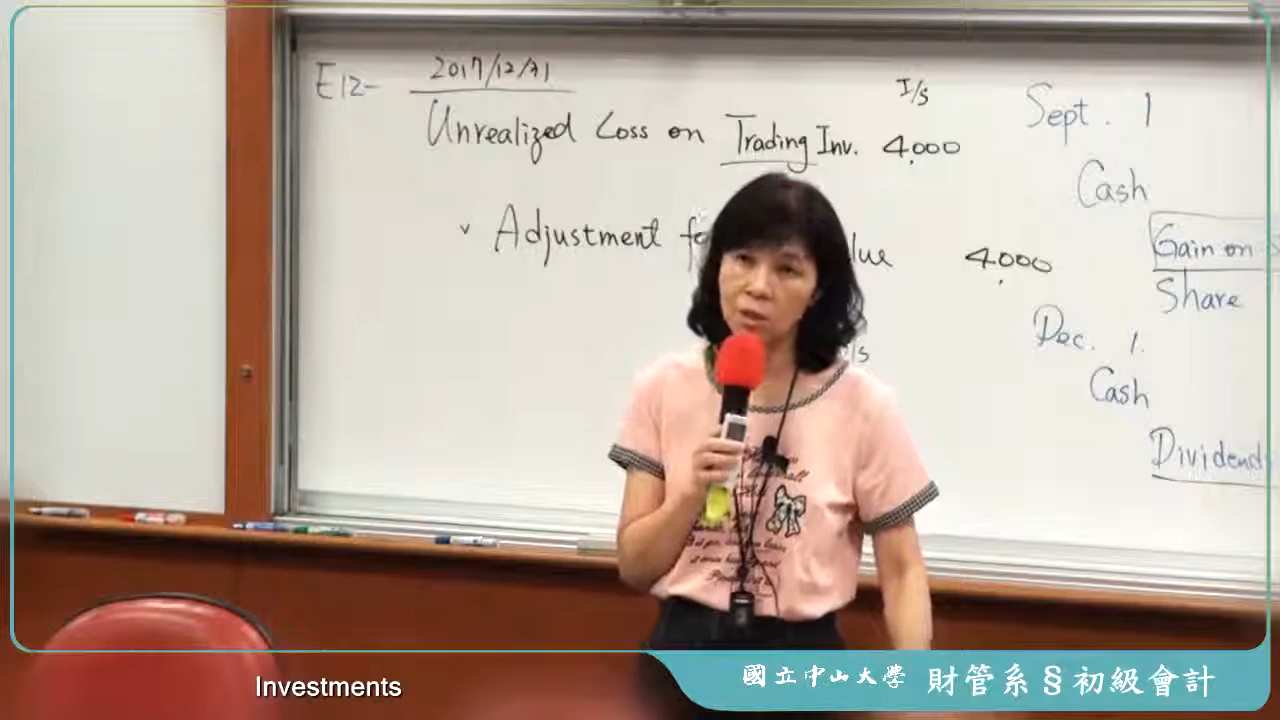 E12-
2017/12/31
I/S
Unrealized Loss on Trading Inv. 4,000
v Adjustment fo lue 4,000
/s
Sept. 1
Cash
Gain on
Share
Dec. 1.
Cash
Dividend
Investments
國立中山大學 財管系§初級會計